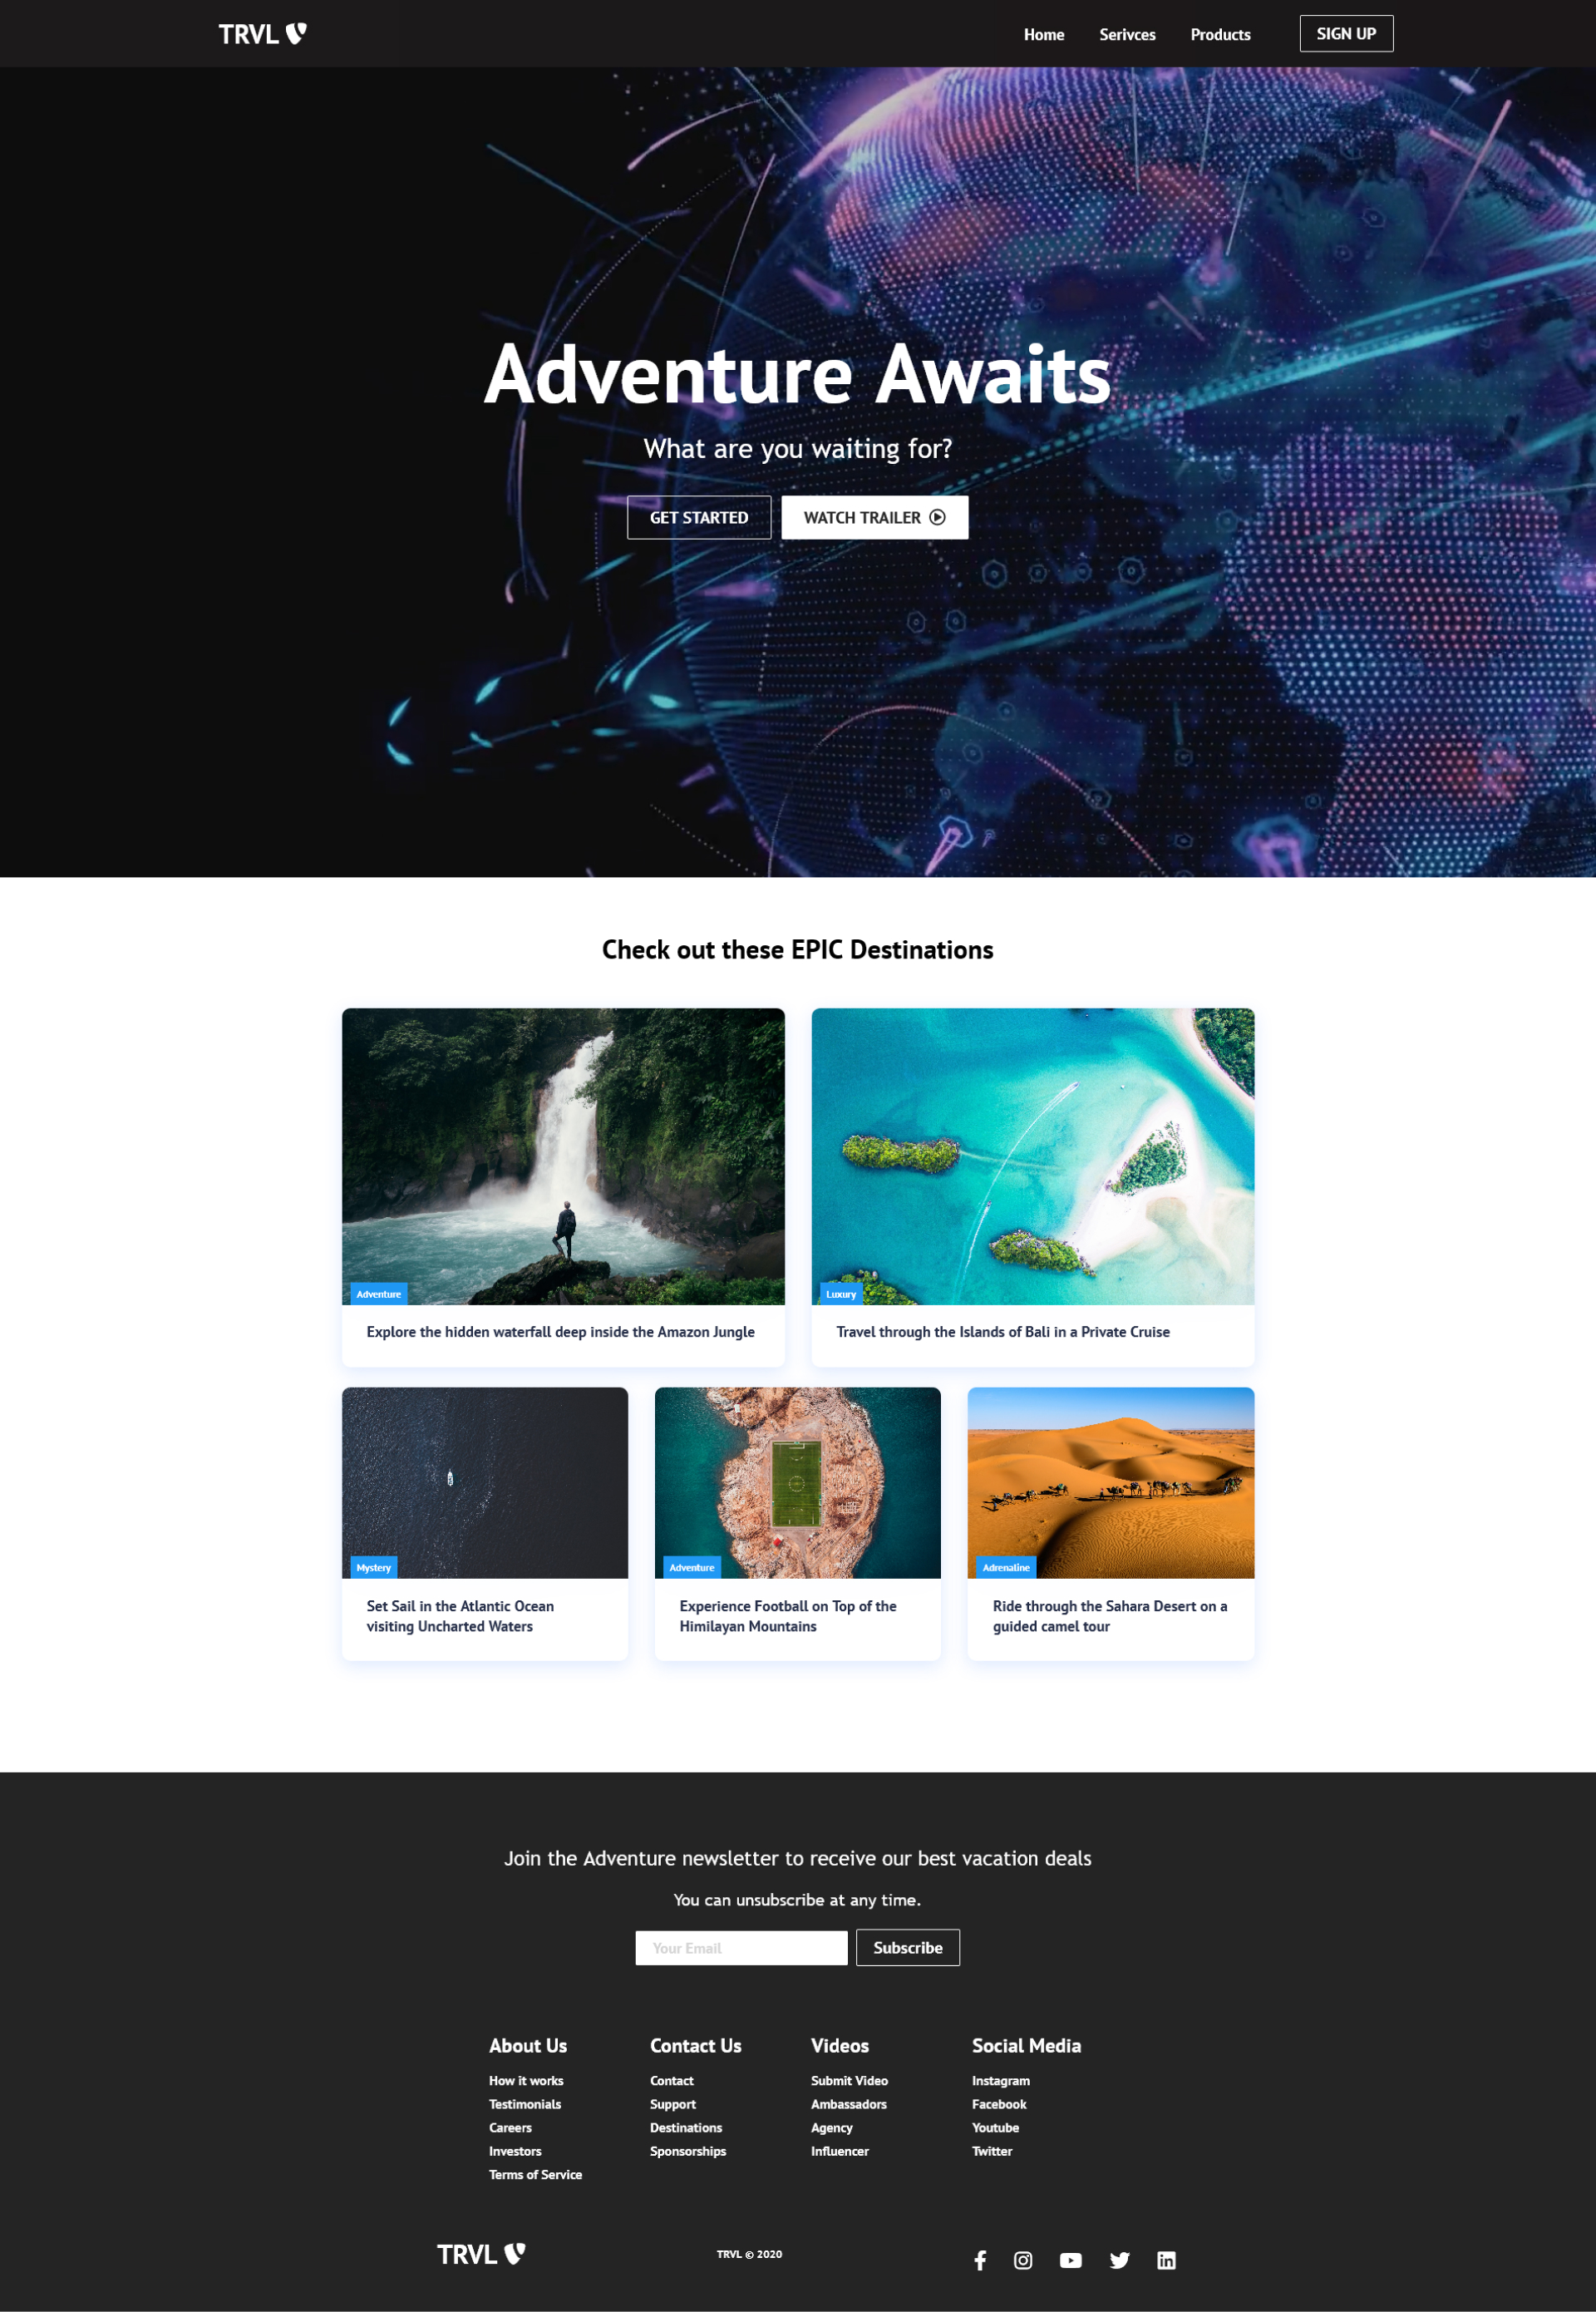 TRVL
Home Serivces Products SIGN UP
Adventure Awaits
What are you waiting for?
GET STARTED WATCH TRAILER
Check out these EPIC Destinations
Adventure
Luxury
Explore the hidden waterfall deep inside the Amazon Jungle
Travel through the Islands of Bali in a Private Cruise
Mystery
Adventure
Adrenaline
Set Sail in the Atlantic Ocean
visiting Uncharted Waters
Experience Football on Top of the
Himilayan Mountains
Ride through the Sahara Desert on a
guided camel tour
Join the Adventure newsletter to receive our best vacation deals
You can unsubscribe at any time.
Your Email Subscribe
About Us
How it works
Testimonials
Careers
Investors
Terms of Service
Contact Us
Contact
Support
Destinations
Sponsorships
Videos
Submit Video
Ambassadors
Agency
Influencer
Social Media
Instagram
Facebook
Youtube
Twitter
TRVL
TRVL © 2020